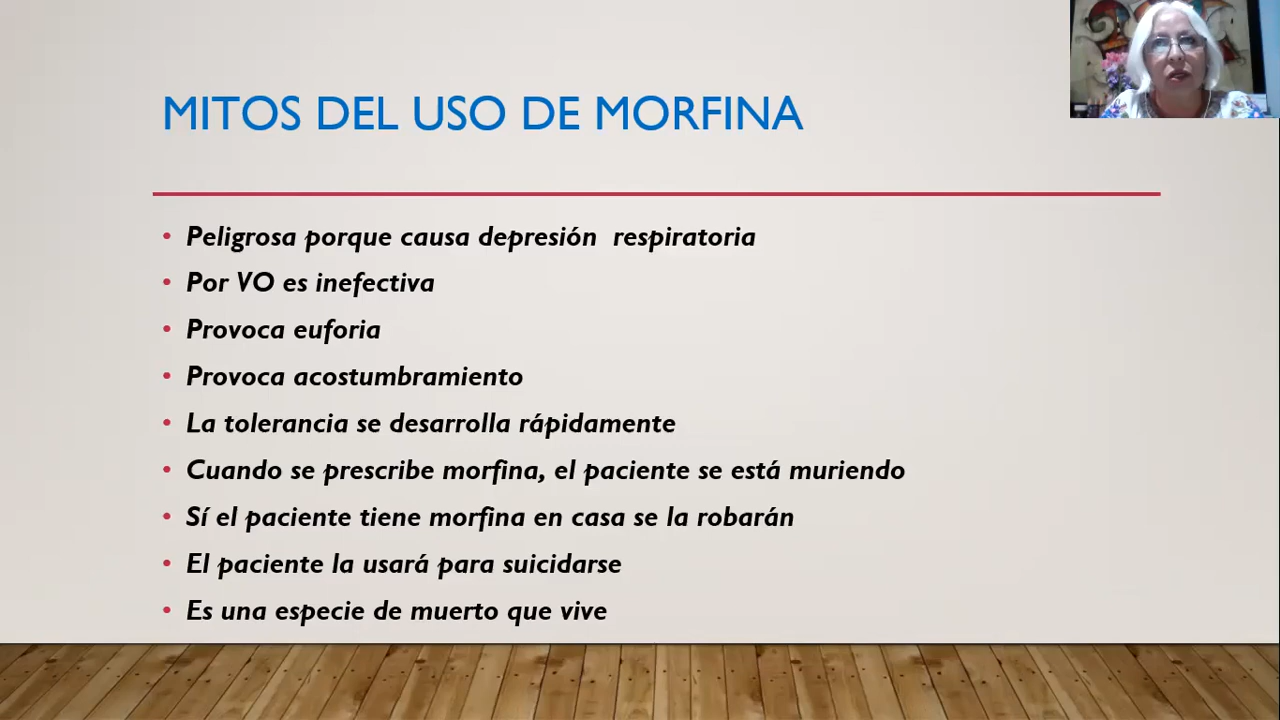 MITOS DEL USO DE MORFINA
• Peligrosa porque causa depresión respiratoria
• Por VO es inefectiva
• Provoca euforia
• Provoca acostumbramiento
• La tolerancia se desarrolla rápidamente
• Cuando se prescribe morfina, el paciente se está muriendo
• Sí el paciente tiene morfina en casa se la robarán
• El paciente la usará para suicidarse
• Es una especie de muerto que vive